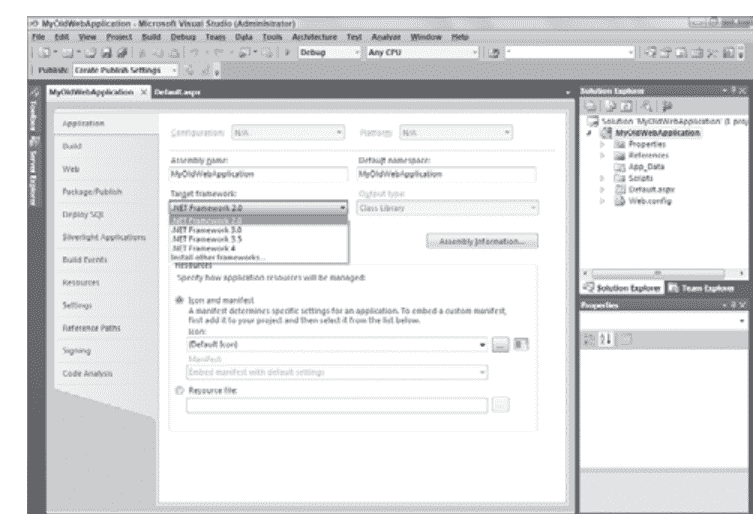 MyOldWebApplication - Microsoft Visual Studio (Administrator)
File Edit View Project Build Debug Team Data Tools Architecture Test Analyze Window Help
Debug Any CPU
Publish: Create Publish Settings
MyOldWebApplication Default.aspx
Toolbox
Server Explorer
Application
Build
Web
Package/Publish
Deploy SQL
Silverlight Applications
Build Events
Resources
Settings
Reference Paths
Signing
Code Analysis
Configuration: N/A Platform: N/A
Assembly name: Default namespace:
MyOldWebApplication MyOldWebApplication
Target framework: Output type:
.NET Framework 2.0 Class Library
.NET Framework 2.0
.NET Framework 3.0
.NET Framework 3.5
.NET Framework 4
Install other frameworks...
Assembly Information...
Resources
Specify how application resources will be managed:
Icon and manifest
A manifest determines specific settings for an application. To embed a custom manifest,
first add it to your project and then select it from the list below.
Icon:
(Default Icon)
...
Manifest:
Embed manifest with default settings
Resource file:
...
Solution Explorer
Solution 'MyOldWebApplication' (1 proj
MyOldWebApplication
Properties
References
App_Data
Scripts
Default.aspx
Web.config
Solution Explorer Team Explorer
Properties